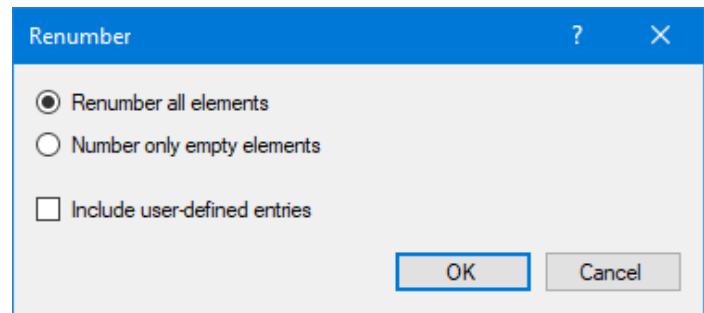 Renumber ?
Renumber all elements
Number only empty elements
Include user-defined entries
OK Cancel